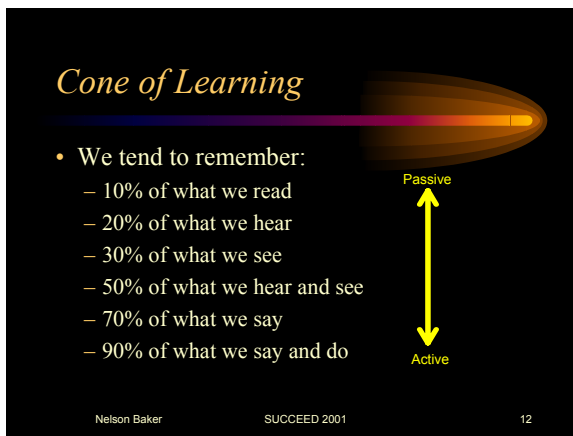 Cone of Learning
• We tend to remember:
– 10% of what we read
– 20% of what we hear
– 30% of what we see
– 50% of what we hear and see
– 70% of what we say
– 90% of what we say and do
Passive
Active
Nelson Baker SUCCEED 2001 12